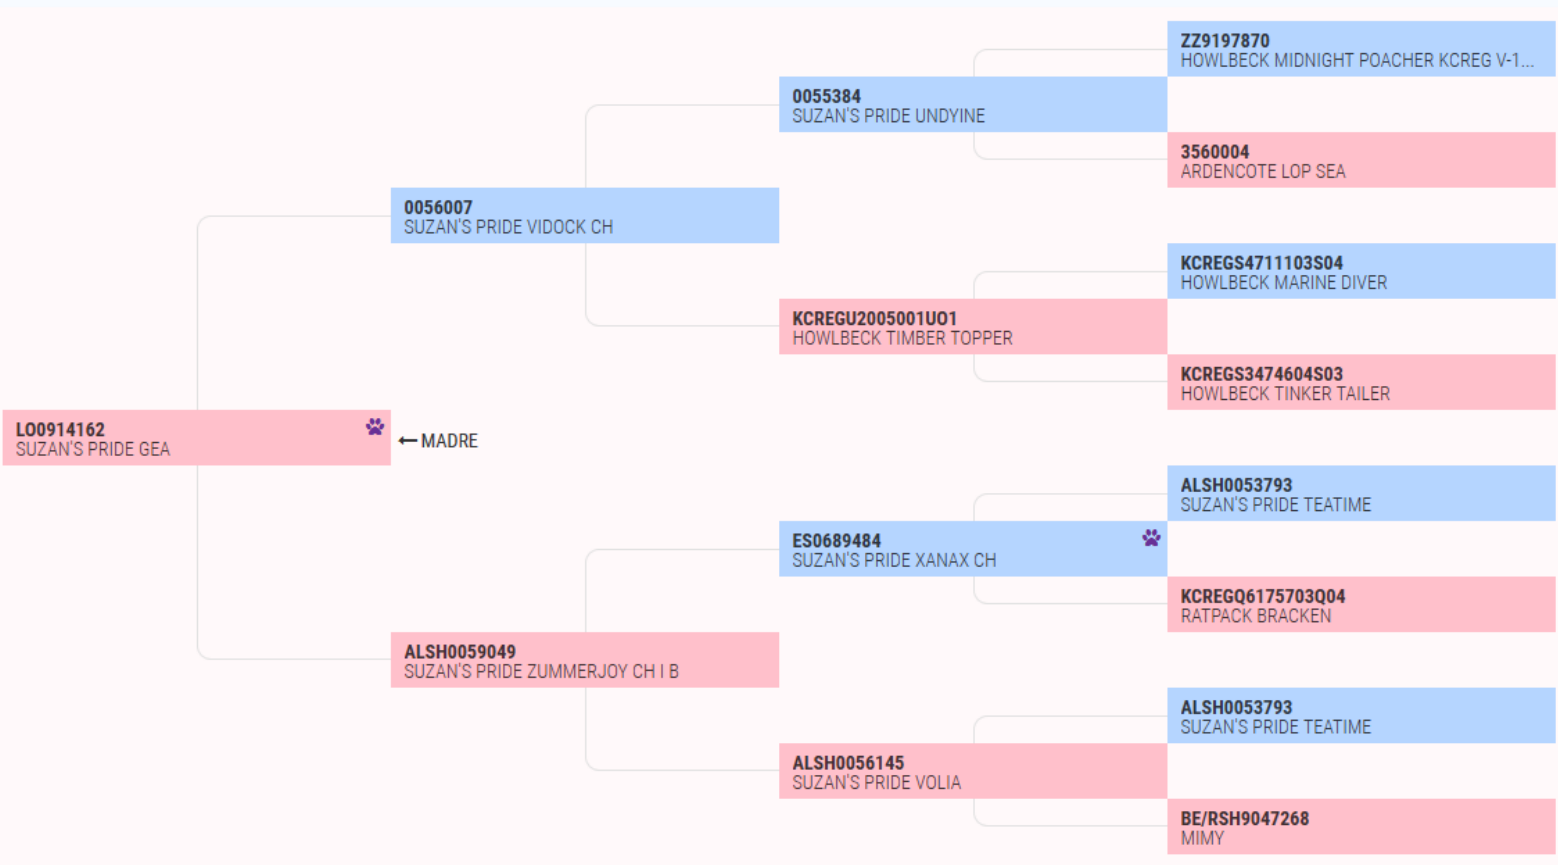 ZZ9197870
HOWLBECK MIDNIGHT POACHER KCREG V-1...
0055384
SUZAN'S PRIDE UNDYINE
3560004
ARDENCOTE LOP SEA
0056007
SUZAN'S PRIDE VIDOCK CH
KCREGS4711103S04
HOWLBECK MARINE DIVER
KCREGU2005001UO1
HOWLBECK TIMBER TOPPER
KCREGS3474604S03
HOWLBECK TINKER TAILER
LO0914162
SUZAN'S PRIDE GEA
MADRE
ALSH0053793
SUZAN'S PRIDE TEATIME
ES0689484
SUZAN'S PRIDE XANAX CH
KCREGQ6175703Q04
RATPACK BRACKEN
ALSH0059049
SUZAN'S PRIDE ZUMMERJOY CH I B
ALSH0053793
SUZAN'S PRIDE TEATIME
ALSH0056145
SUZAN'S PRIDE VOLIA
BE/RSH9047268
MIMY